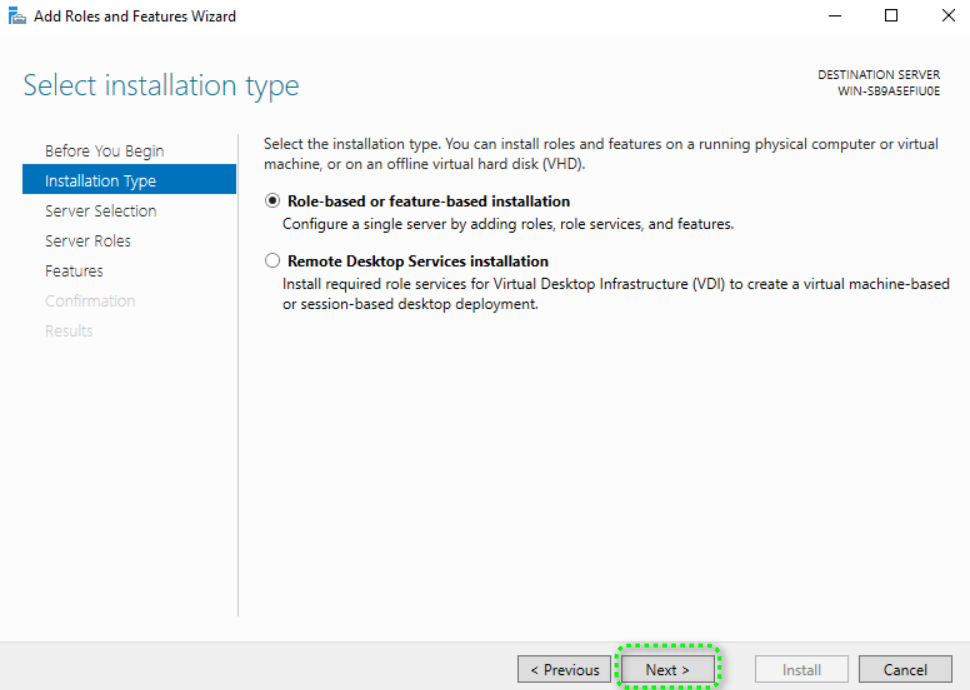 Add Roles and Features Wizard
Select installation type
DESTINATION SERVER
WIN-SB9A5EFIU0E
Before You Begin
Installation Type
Server Selection
Server Roles
Features
Confirmation
Results
Select the installation type. You can install roles and features on a running physical computer or virtual
machine, or on an offline virtual hard disk (VHD).
Role-based or feature-based installation
Configure a single server by adding roles, role services, and features.
Remote Desktop Services installation
Install required role services for Virtual Desktop Infrastructure (VDI) to create a virtual machine-based
or session-based desktop deployment.
< Previous
Next >
Install
Cancel